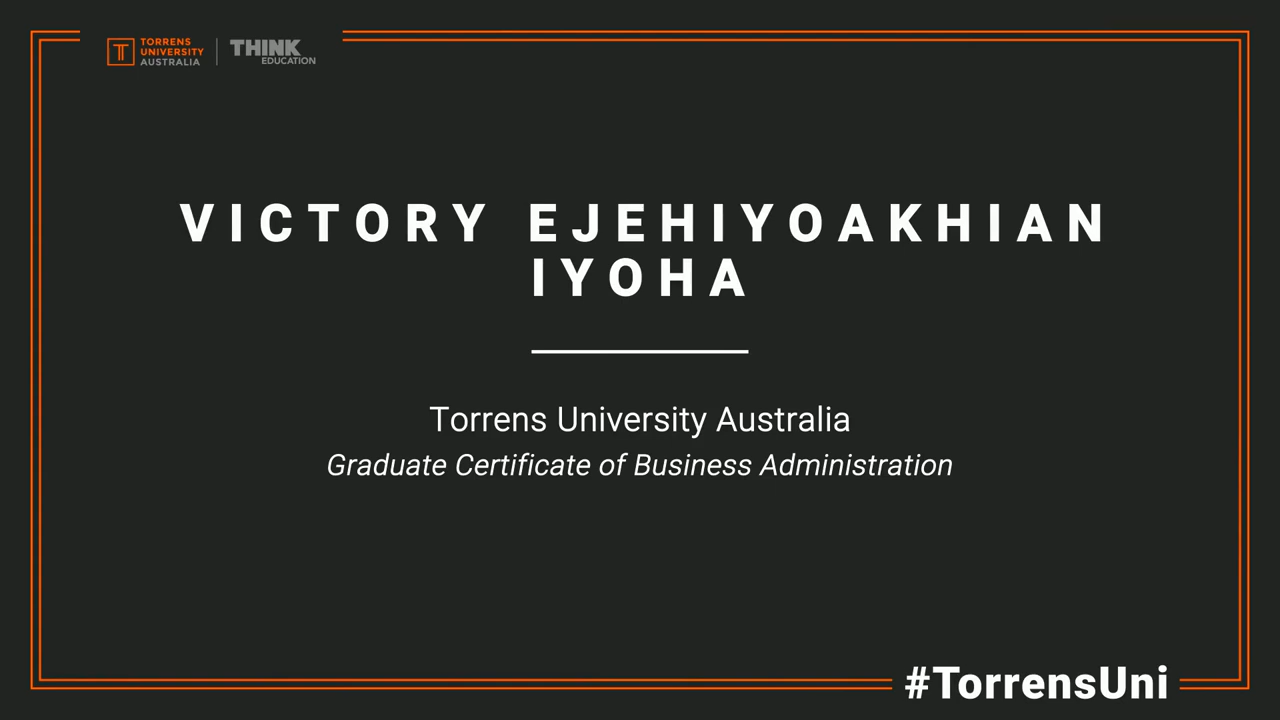 TORRENS
UNIVERSITY
AUSTRALIA
THINK
EDUCATION
VICTORY EJEHIYOAKHIAN
IYOHA
Torrens University Australia
Graduate Certificate of Business Administration
#TorrensUni